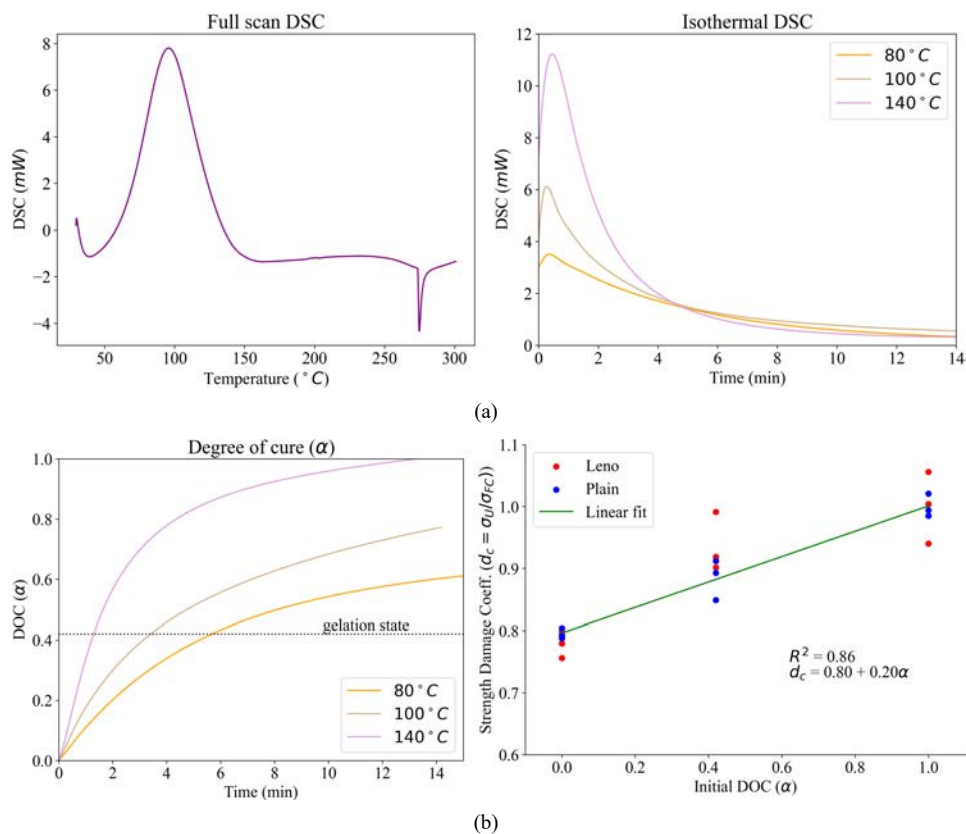 Full scan DSC
8
6
4
2
0
−2
−4
DSC (mW)
50
100
150
200
250
300
Temperature (°C)
Isothermal DSC
12
10
8
6
4
2
0
DSC (mW)
80°C
100°C
140°C
0
2
4
6
8
10
12
14
Time (min)
(a)
Degree of cure (α)
1.0
0.8
0.6
0.4
0.2
0.0
DOC (α)
gelation state
80°C
100°C
140°C
0
2
4
6
8
10
12
14
Time (min)
1.1
1.0
0.9
0.8
0.7
0.6
Strength Damage Coeff. (d_c = σ_U/σ_FC))
Leno
Plain
Linear fit
R² = 0.86
d_c = 0.80 + 0.20α
0.0
0.2
0.4
0.6
0.8
1.0
Initial DOC (α)
(b)